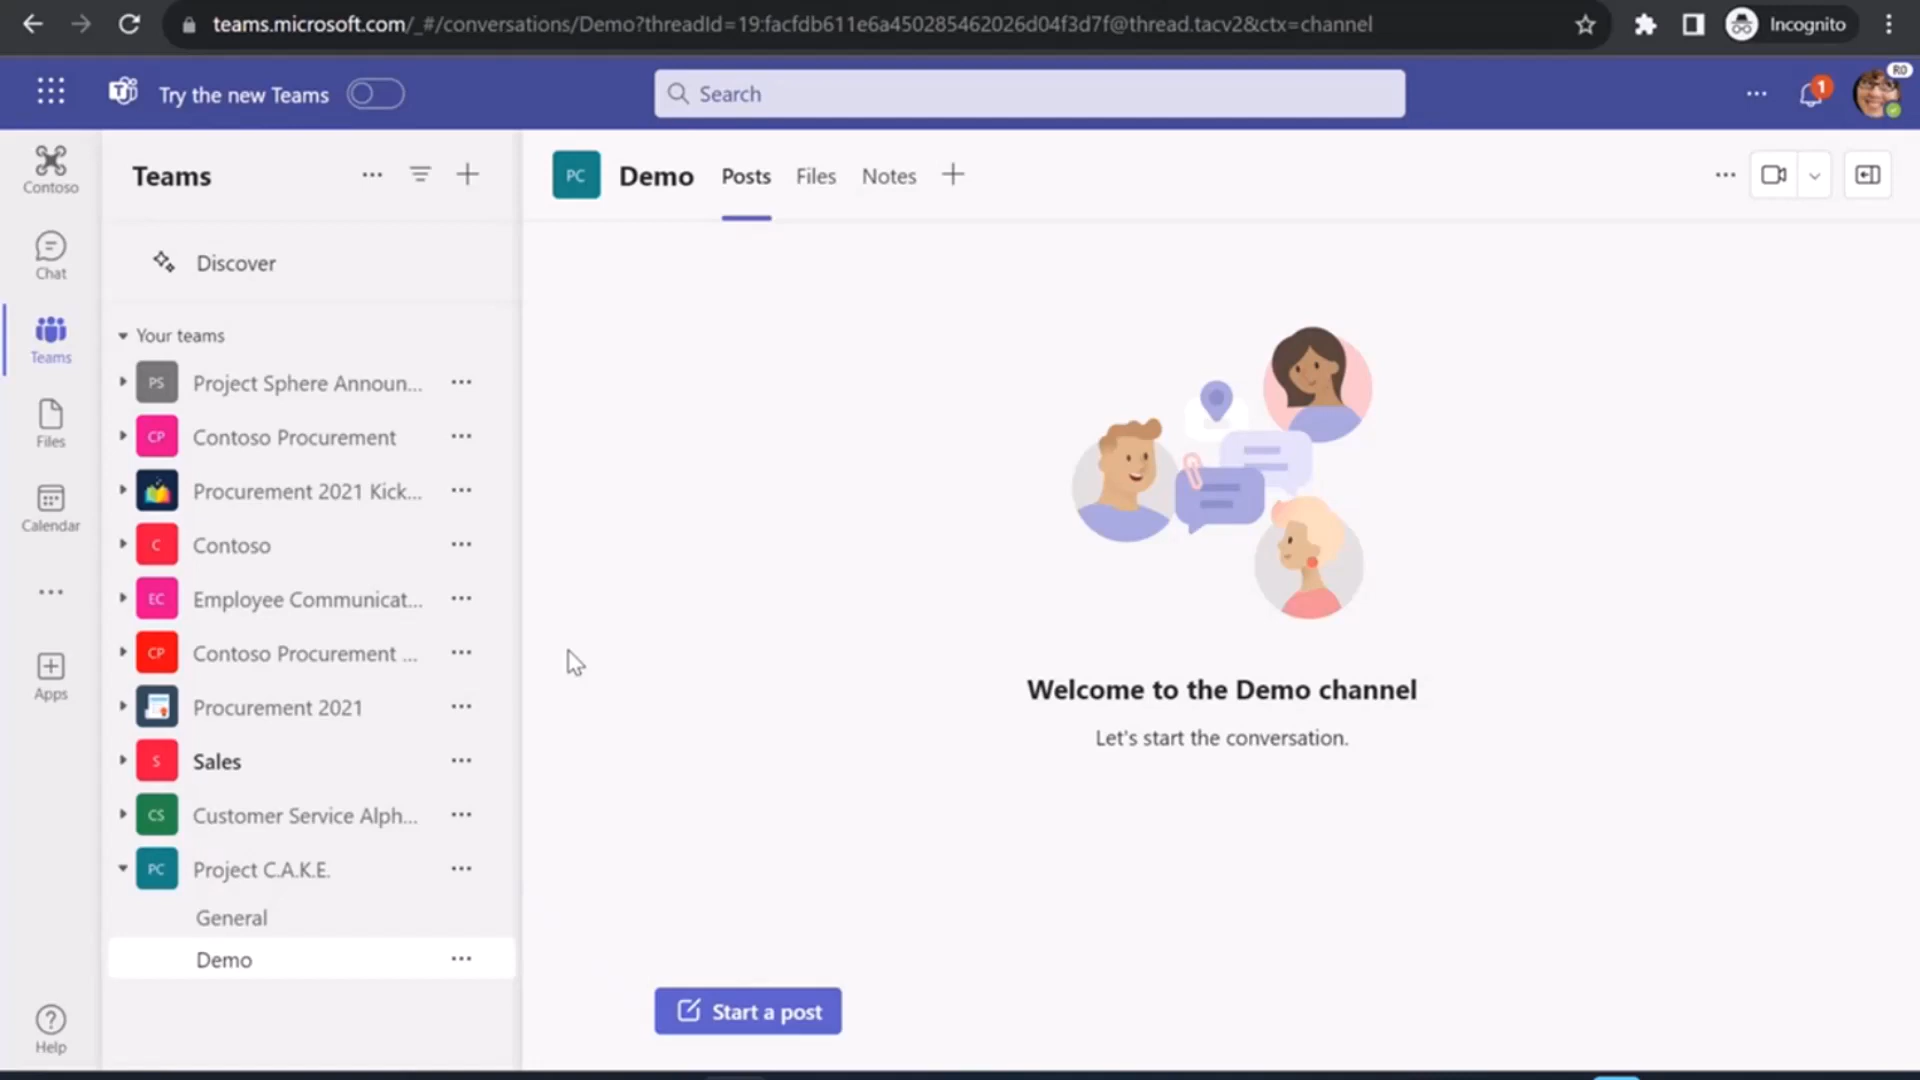 teams.microsoft.com/_#/conversations/Demo?threadId=19:facfdb611e6a450285462026d04f3d7f@thread.tacv2&ctx=channel
Incognito
Try the new Teams
Search
1
RO
Contoso
Chat
Teams
Files
Calendar
Apps
Help
Teams
Discover
Your teams
PS Project Sphere Announ...
CP Contoso Procurement
Procurement 2021 Kick...
C Contoso
EC Employee Communicat...
CP Contoso Procurement ...
Procurement 2021
S Sales
CS Customer Service Alph...
PC Project C.A.K.E.
General
Demo
PC Demo Posts Files Notes
Welcome to the Demo channel
Let's start the conversation.
Start a post